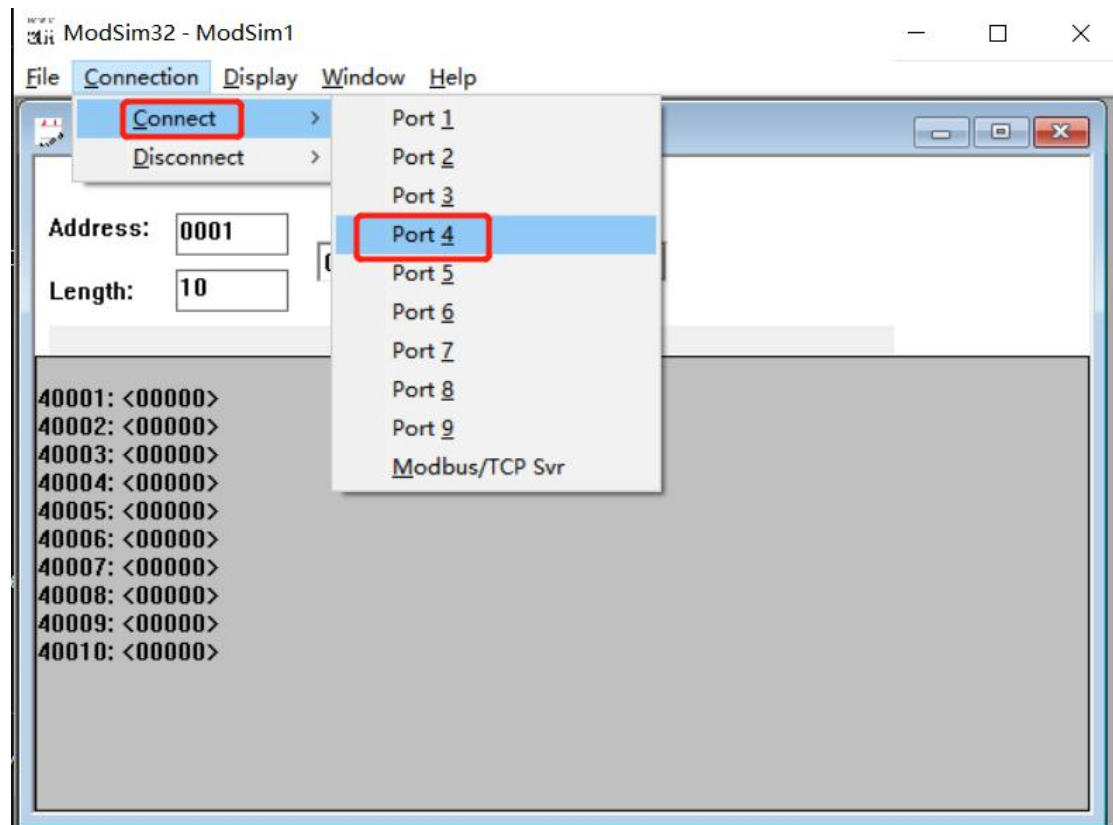 ModSim32 - ModSim1
File Connection Display Window Help
Connect
Disconnect
Port 1
Port 2
Port 3
Port 4
Port 5
Port 6
Port 7
Port 8
Port 9
Modbus/TCP Svr
Address: 0001
Length: 10
40001: <00000>
40002: <00000>
40003: <00000>
40004: <00000>
40005: <00000>
40006: <00000>
40007: <00000>
40008: <00000>
40009: <00000>
40010: <00000>